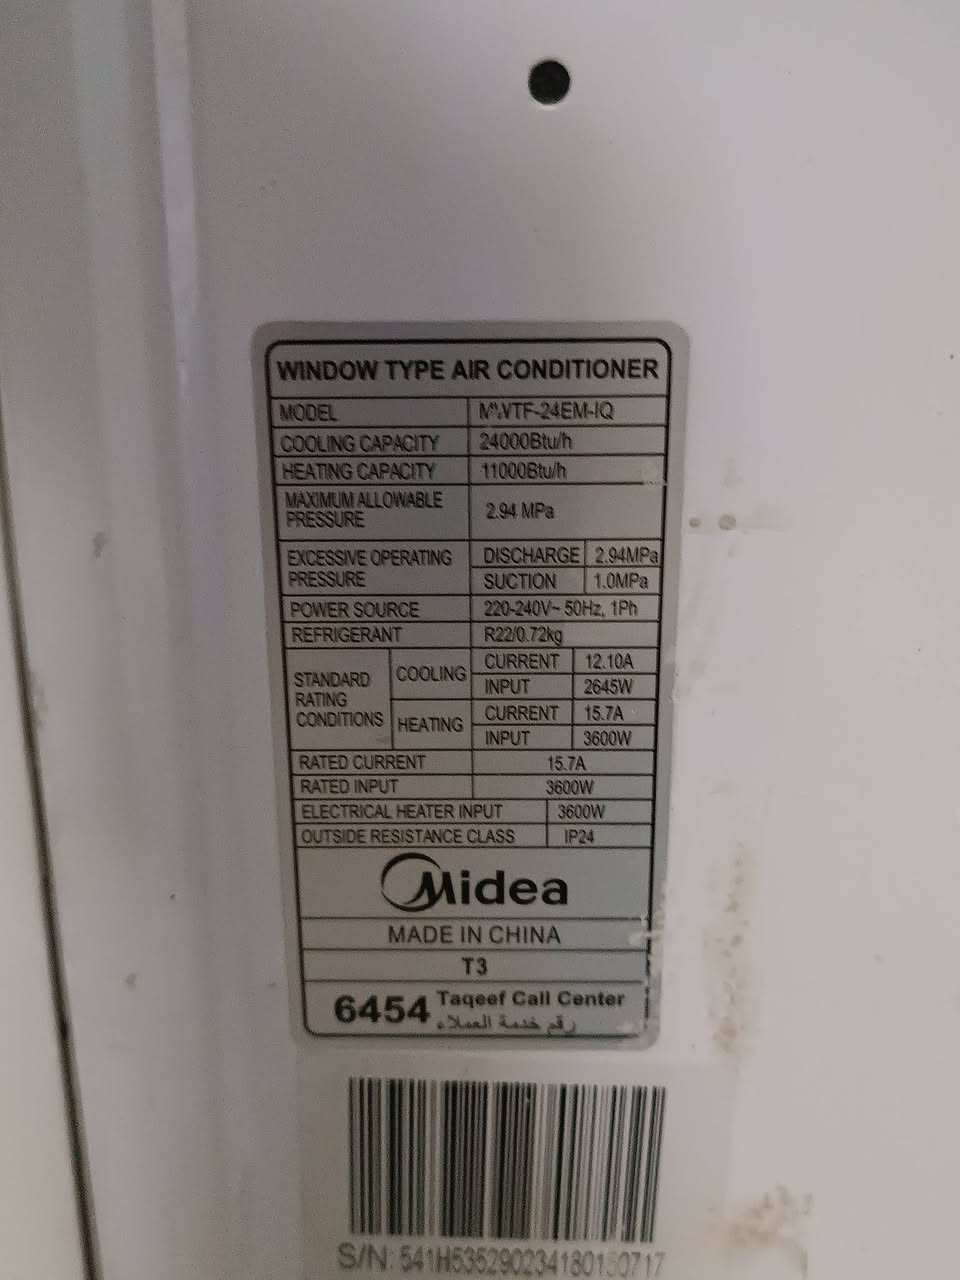 WINDOW TYPE AIR CONDITIONER
MODEL MWTF-24EM-IQ
COOLING CAPACITY 24000Btu/h
HEATING CAPACITY 11000Btu/h
MAXIMUM ALLOWABLE
PRESSURE 2.94 MPa
EXCESSIVE OPERATING
PRESSURE
DISCHARGE 2.94MPa
SUCTION 1.0MPa
POWER SOURCE 220-240V~ 50Hz, 1Ph
REFRIGERANT R22/0.72kg
STANDARD
RATING
CONDITIONS
COOLING
CURRENT 12.10A
INPUT 2645W
HEATING
CURRENT 15.7A
INPUT 3600W
RATED CURRENT 15.7A
RATED INPUT 3600W
ELECTRICAL HEATER INPUT 3600W
OUTSIDE RESISTANCE CLASS IP24
Midea
MADE IN CHINA
T3
6454 Taqeef Call Center
رقم خدمة العملاء
S/N: